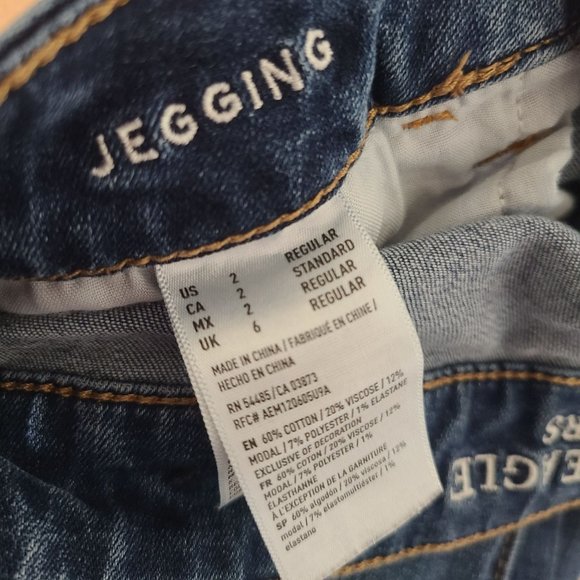 JEGGING
US 2 REGULAR
CA 2 STANDARD
MX 2 REGULAR
UK 6 REGULAR
MADE IN CHINA / FABRIQUÉ EN CHINE /
HECHO EN CHINA
RN 54485 / CA 03873
RFC# AEM120605U9A
EN 60% COTTON / 20% VISCOSE / 12%
MODAL / 7% POLYESTER / 1% ELASTANE
EXCLUSIVE OF DECORATION
FR 60% COTON / 20% VISCOSE / 12%
MODAL / 7% POLYESTER / 1%
ÉLASTHANNE
À L'EXCEPTION DE LA GARNITURE
SP 60% algodón / 20% viscosa / 12%
modal / 7% elastomultiéster / 1%
elastano
EAGLE
RS